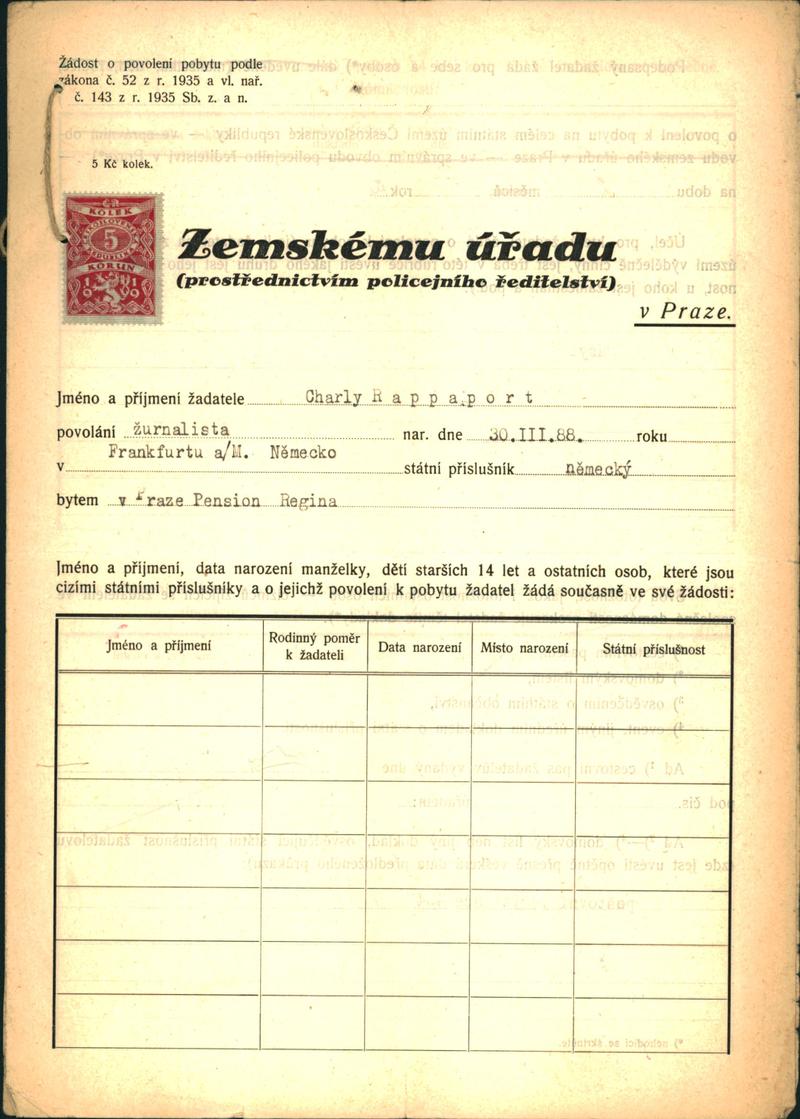 Žádost o povolení pobytu podle
zákona č. 52 z r. 1935 a vl. nař.
č. 143 z r. 1935 Sb. z. a n.
5 Kč kolek.
KOLEK
5
KORUN
1919
Zemskému úřadu
(prostřednictvím policejního ředitelství)
v Praze.
Jméno a příjmení žadatele Charly Rappaport
povolání žurnalista nar. dne 30.III.88. roku
v Frankfurtu a/M. Německo státní příslušník německý
bytem v Praze Pension Regina
Jméno a příjmení, data narození manželky, dětí starších 14 let a ostatních osob, které jsou
cizími státními příslušníky a o jejichž povolení k pobytu žadatel žádá současně ve své žádosti:
Jméno a příjmení Rodinný poměr k žadateli Data narození Místo narození Státní příslušnost